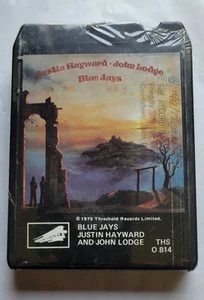 Justin Hayward · John Lodge
Blue Jays
© 1975 Threshold Records Limited.
BLUE JAYS
JUSTIN HAYWARD
AND JOHN LODGE
THS
0 814